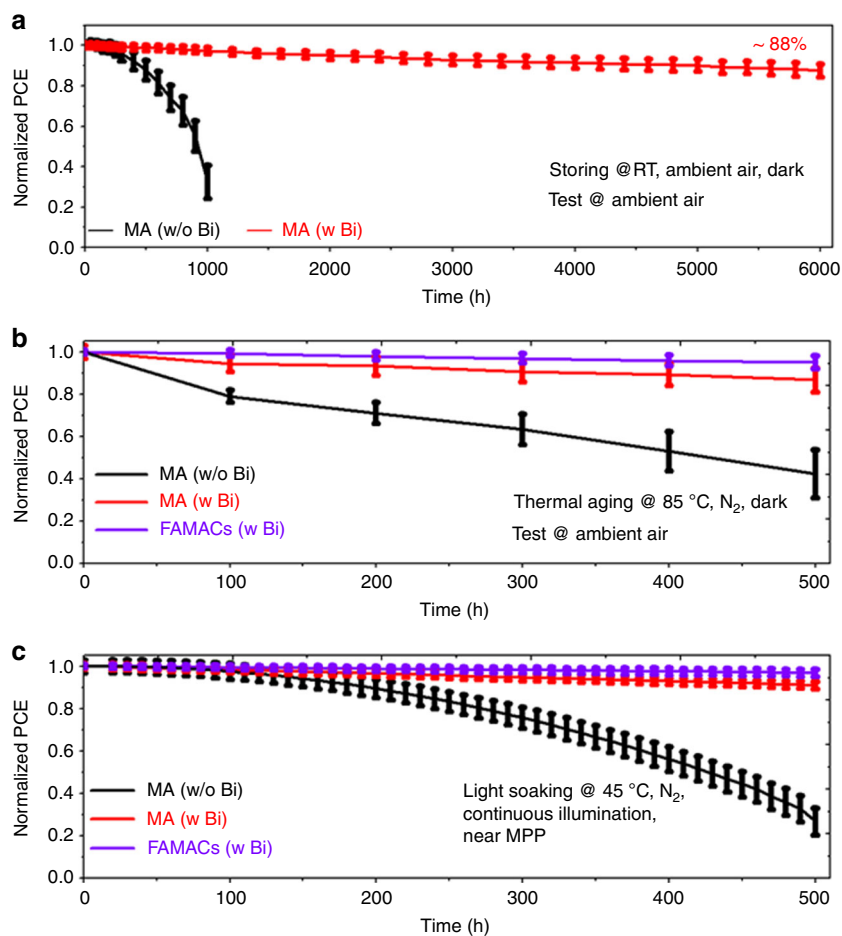 a
1.0
0.8
0.6
0.4
0.2
0.0
Normalized PCE
~ 88%
Storing @RT, ambient air, dark
Test @ ambient air
MA (w/o Bi) MA (w Bi)
0 1000 2000 3000 4000 5000 6000
Time (h)
b
1.0
0.8
0.6
0.4
0.2
0.0
Normalized PCE
MA (w/o Bi)
MA (w Bi)
FAMACs (w Bi)
Thermal aging @ 85 °C, N₂, dark
Test @ ambient air
0 100 200 300 400 500
Time (h)
c
1.0
0.8
0.6
0.4
0.2
0.0
Normalized PCE
MA (w/o Bi)
MA (w Bi)
FAMACs (w Bi)
Light soaking @ 45 °C, N₂,
continuous illumination,
near MPP
0 100 200 300 400 500
Time (h)